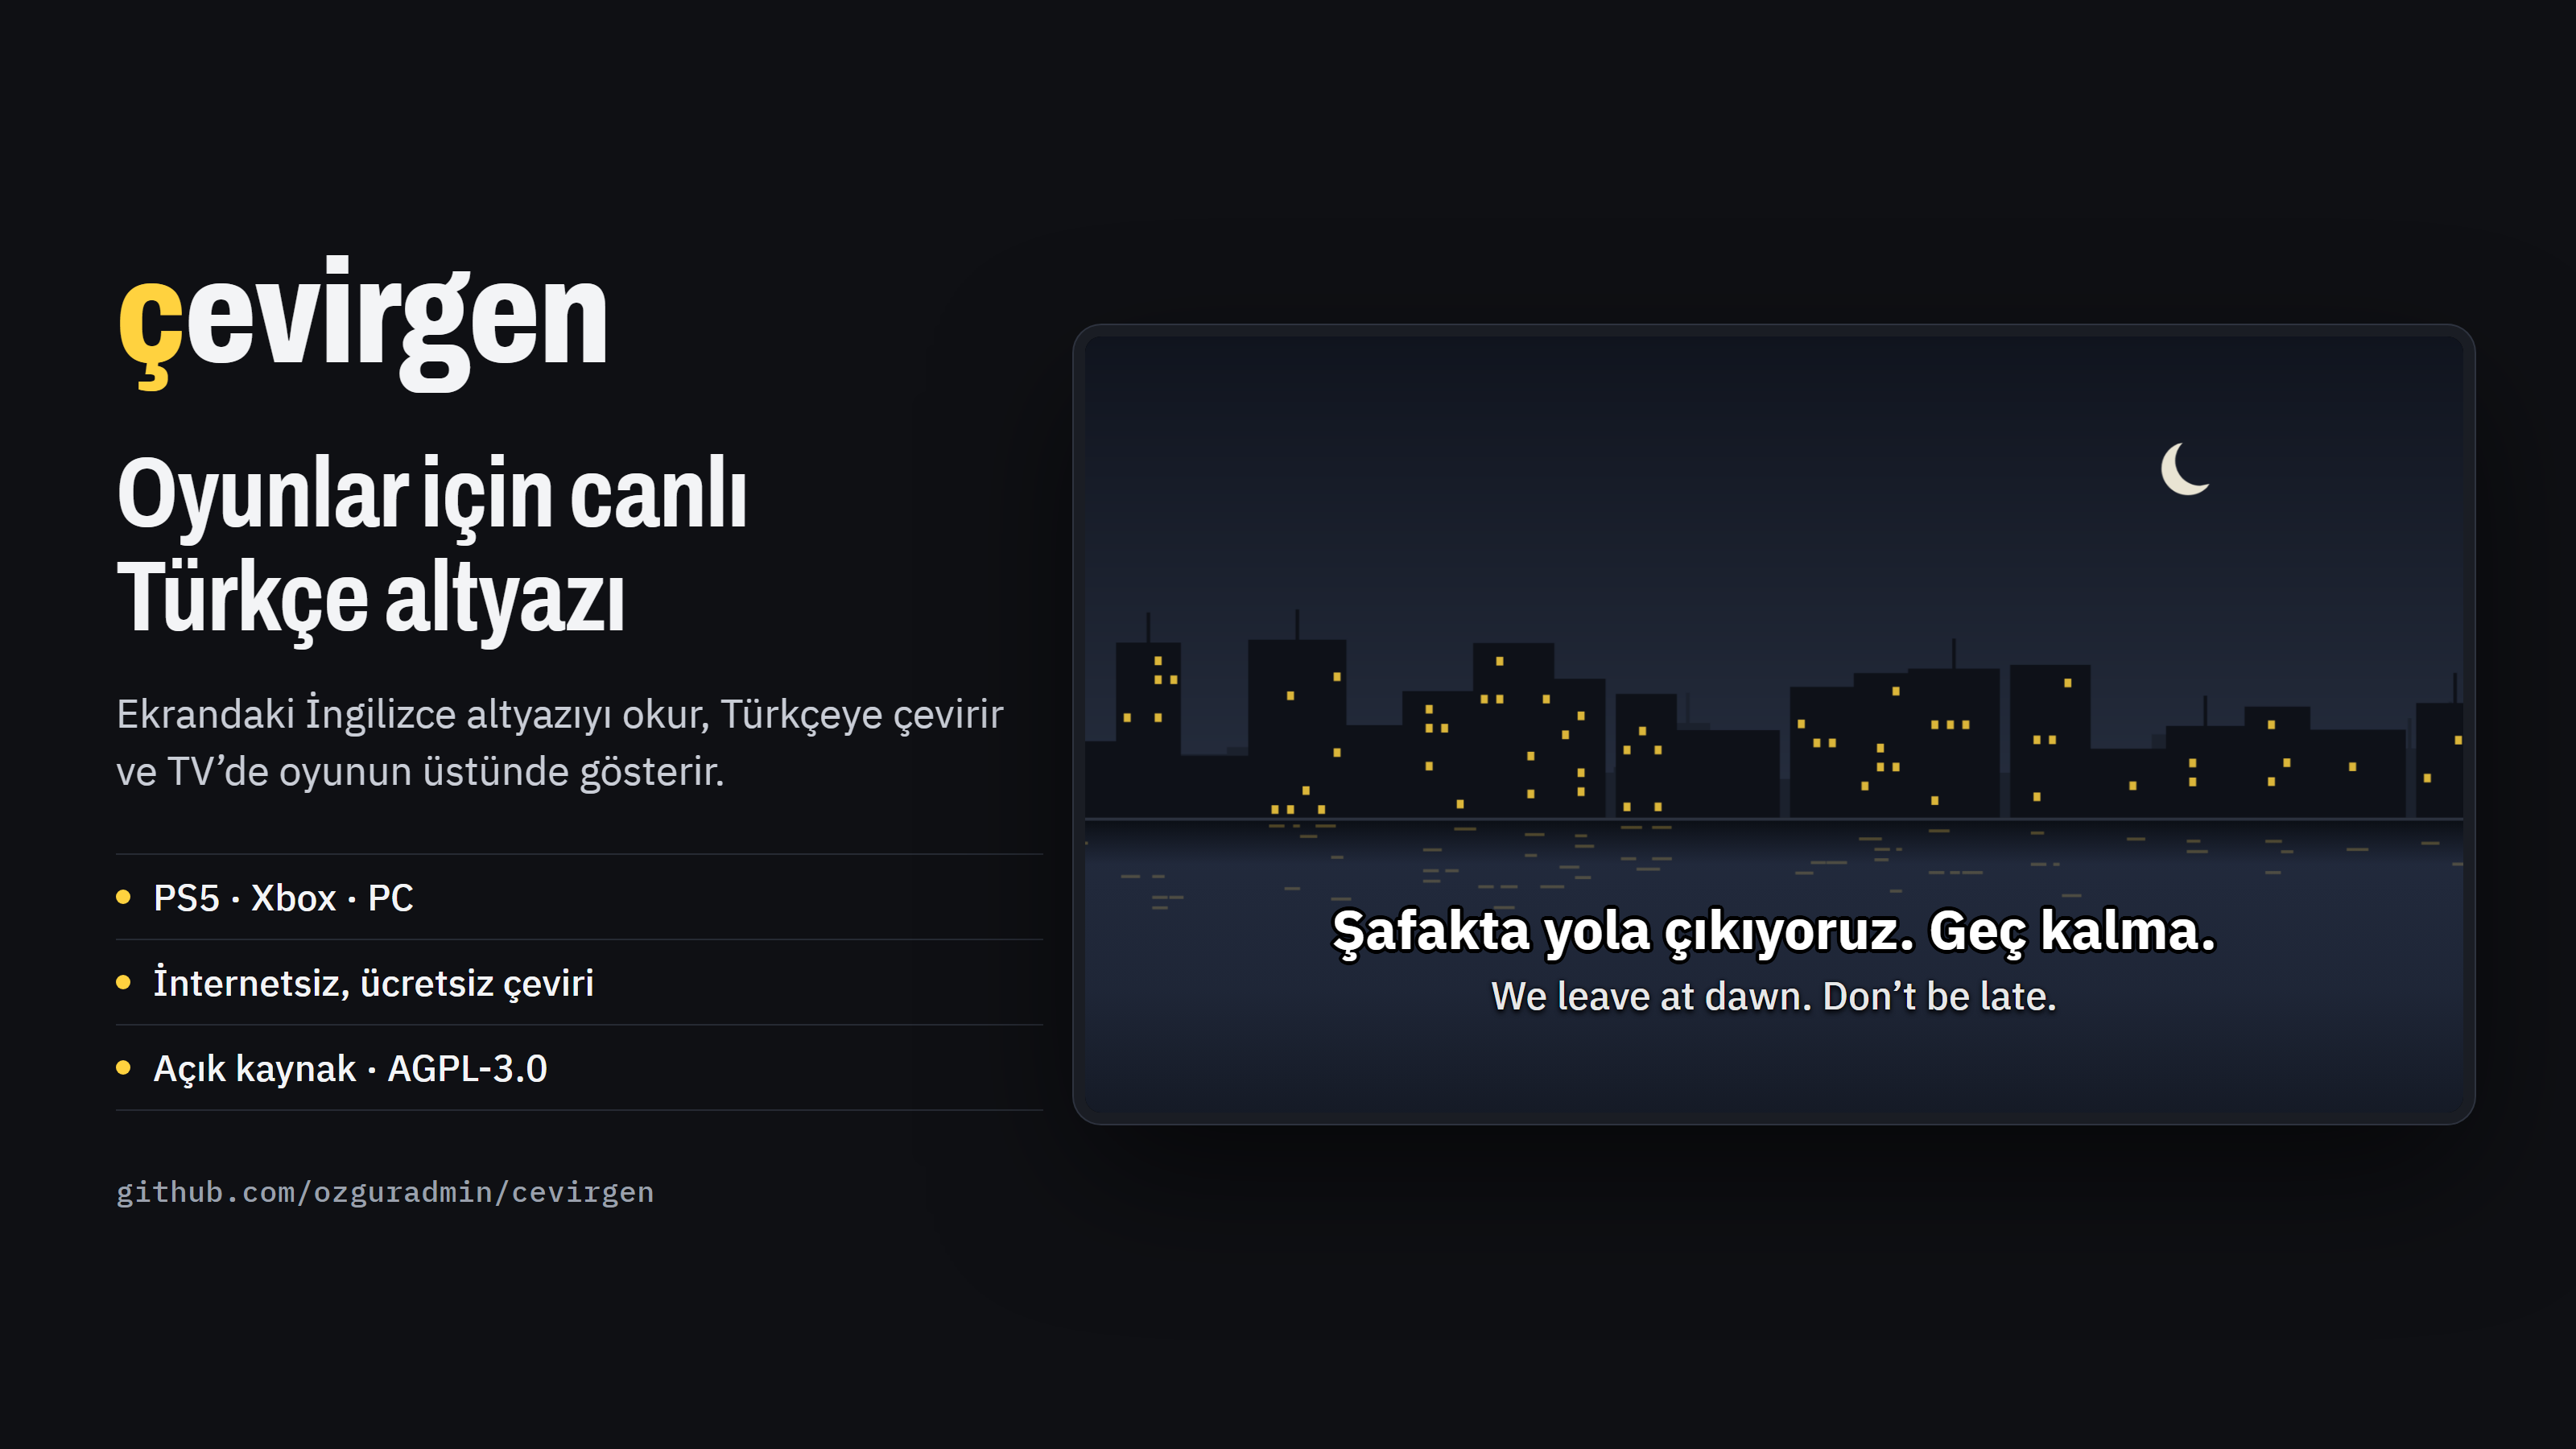 çevirgen
Oyunlar için canlı
Türkçe altyazı
Ekrandaki İngilizce altyazıyı okur, Türkçeye çevirir
ve TV’de oyunun üstünde gösterir.
PS5 · Xbox · PC
İnternetsiz, ücretsiz çeviri
Açık kaynak · AGPL-3.0
github.com/ozguradmin/cevirgen
Şafakta yola çıkıyoruz. Geç kalma.
We leave at dawn. Don’t be late.